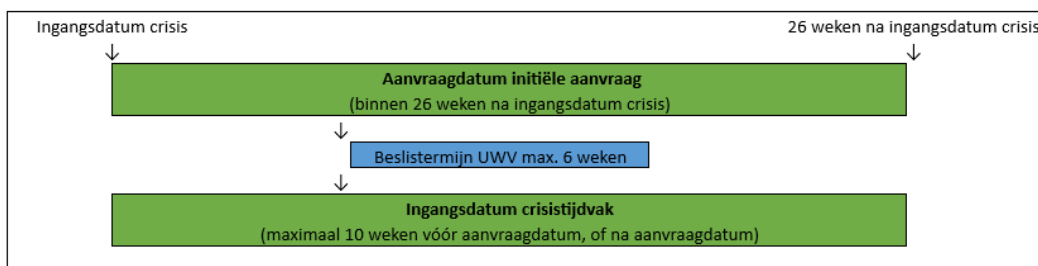 Ingangsdatum crisis
26 weken na ingangsdatum crisis
Aanvraagdatum initiële aanvraag
(binnen 26 weken na ingangsdatum crisis)
Beslistermijn UWV max. 6 weken
Ingangsdatum crisistijdvak
(maximaal 10 weken vóór aanvraagdatum, of na aanvraagdatum)